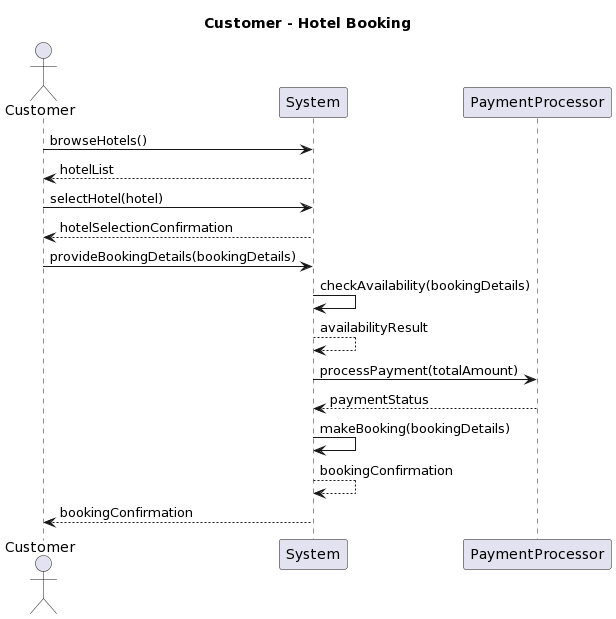 Customer - Hotel Booking
Customer
System
PaymentProcessor
browseHotels()
hotelList
selectHotel(hotel)
hotelSelectionConfirmation
provideBookingDetails(bookingDetails)
checkAvailability(bookingDetails)
availabilityResult
processPayment(totalAmount)
paymentStatus
makeBooking(bookingDetails)
bookingConfirmation
bookingConfirmation
Customer
System
PaymentProcessor